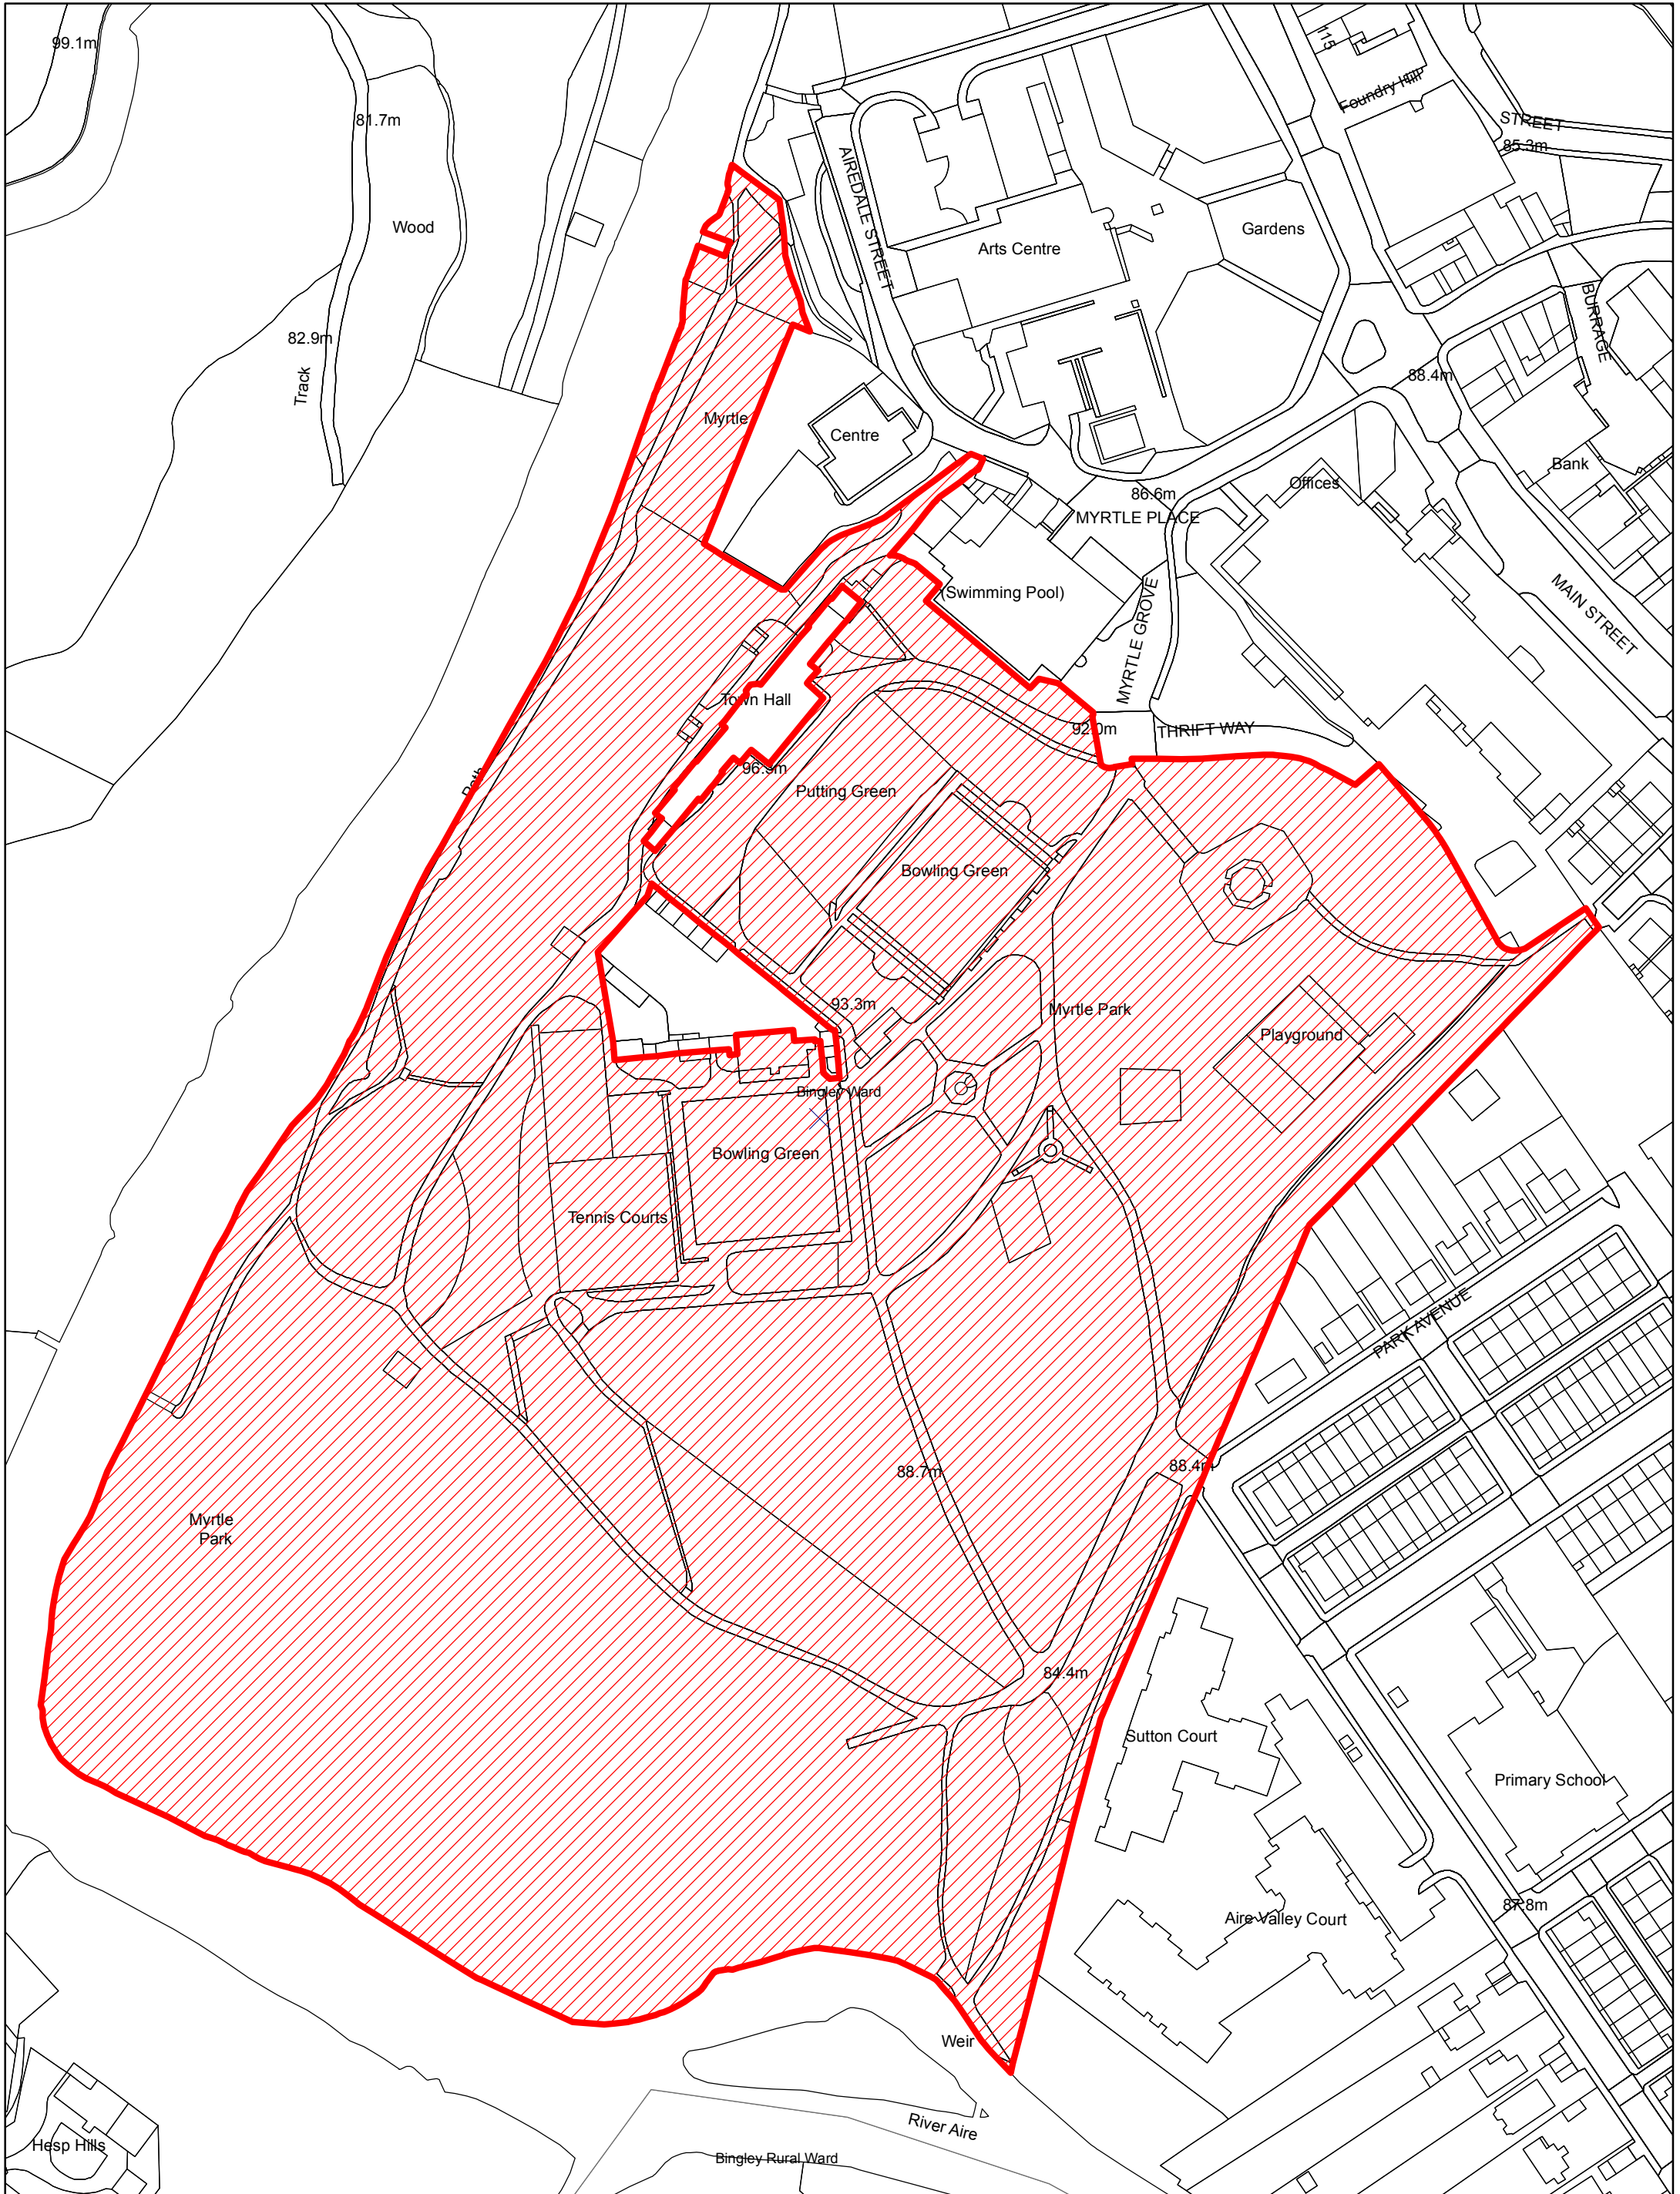 99.1m
115
Foundry Hill
81.7m
STREET
85.3m
AIREDALE STREET
Wood
Gardens
Arts Centre
BURRAGE
82.9m
Track
88.4m
Myrtle
Centre
Bank
Offices
86.6m
MYRTLE PLACE
(Swimming Pool)
MYRTLE GROVE
MAIN STREET
Town Hall
92.0m
THRIFT WAY
Path
Putting Green
Bowling Green
93.3m
Myrtle Park
Playground
Bingley Ward
Bowling Green
Tennis Courts
PARK AVENUE
88.7m
88.4m
Myrtle
Park
84.4m
Sutton Court
Primary School
87.8m
Aire Valley Court
Weir
River Aire
Hesp Hills
Bingley Rural Ward